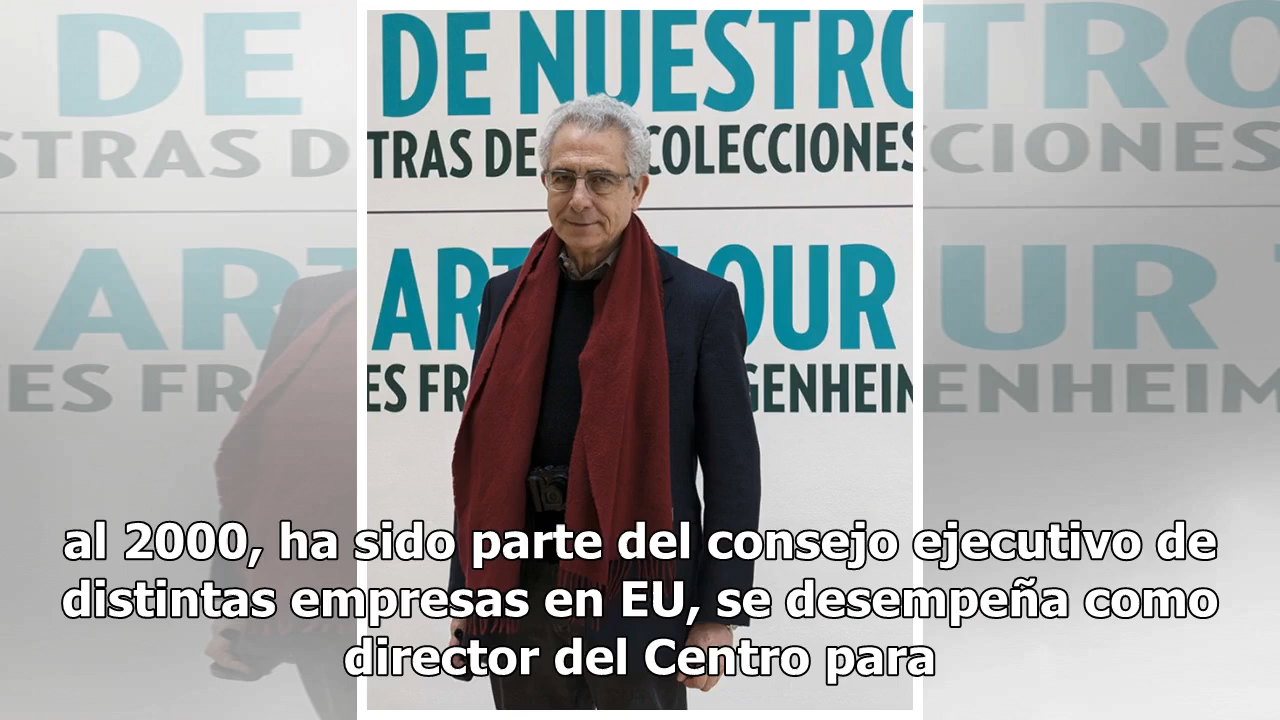 DE NUESTRO
TRAS DE COLECCIONES
ART OUR
ES FR GENHEIM
al 2000, ha sido parte del consejo ejecutivo de
distintas empresas en EU, se desempeña como
director del Centro para